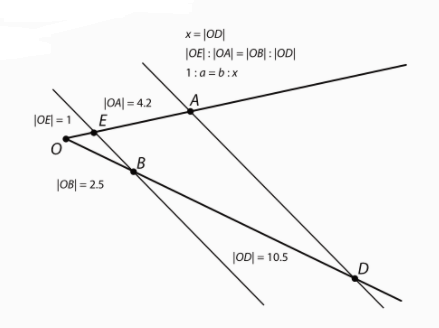 x = |OD|
|OE| : |OA| = |OB| : |OD|
1 : a = b : x
|OA| = 4.2
A
|OE| = 1
E
O
B
|OB| = 2.5
|OD| = 10.5
D